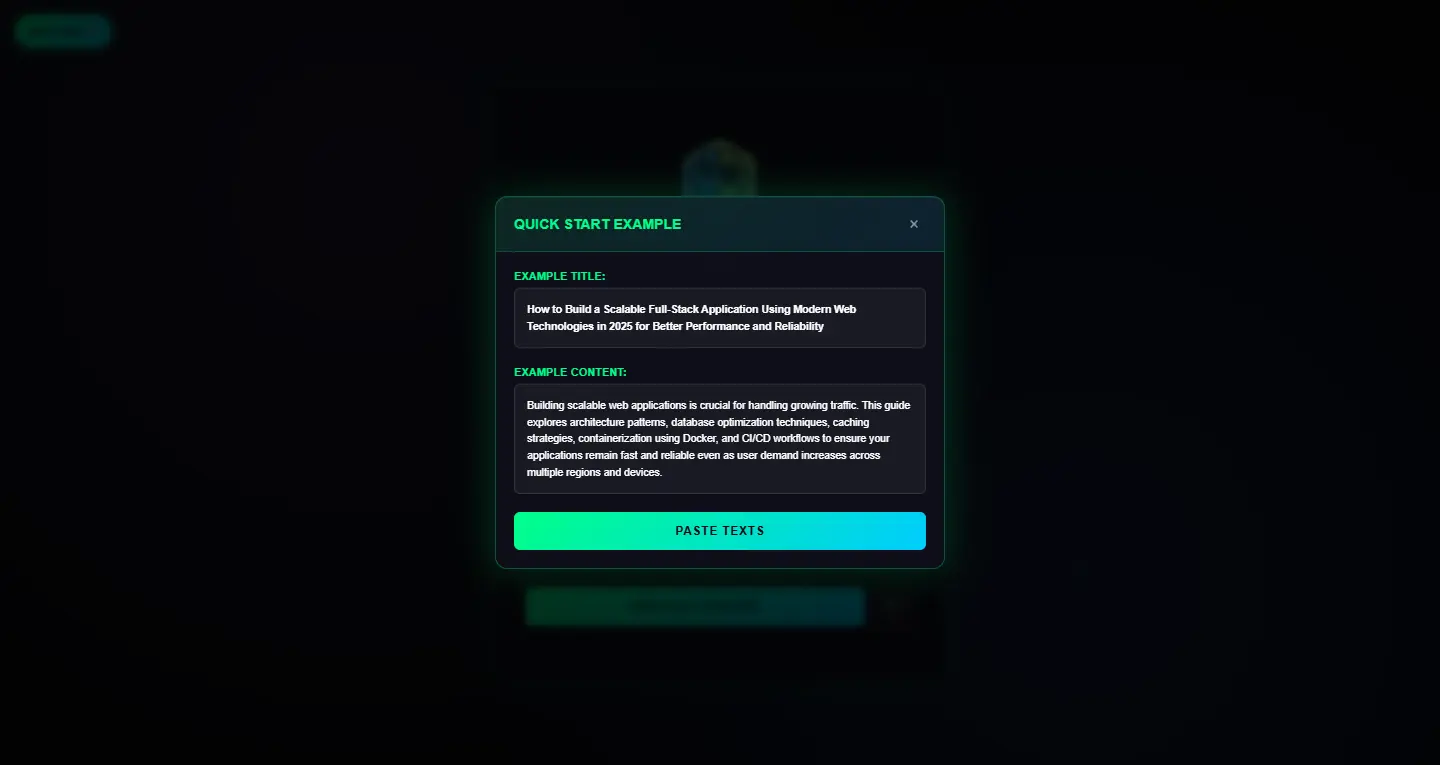 QUICK START EXAMPLE
×
EXAMPLE TITLE:
How to Build a Scalable Full-Stack Application Using Modern Web
Technologies in 2025 for Better Performance and Reliability
EXAMPLE CONTENT:
Building scalable web applications is crucial for handling growing traffic. This guide
explores architecture patterns, database optimization techniques, caching
strategies, containerization using Docker, and CI/CD workflows to ensure your
applications remain fast and reliable even as user demand increases across
multiple regions and devices.
PASTE TEXTS